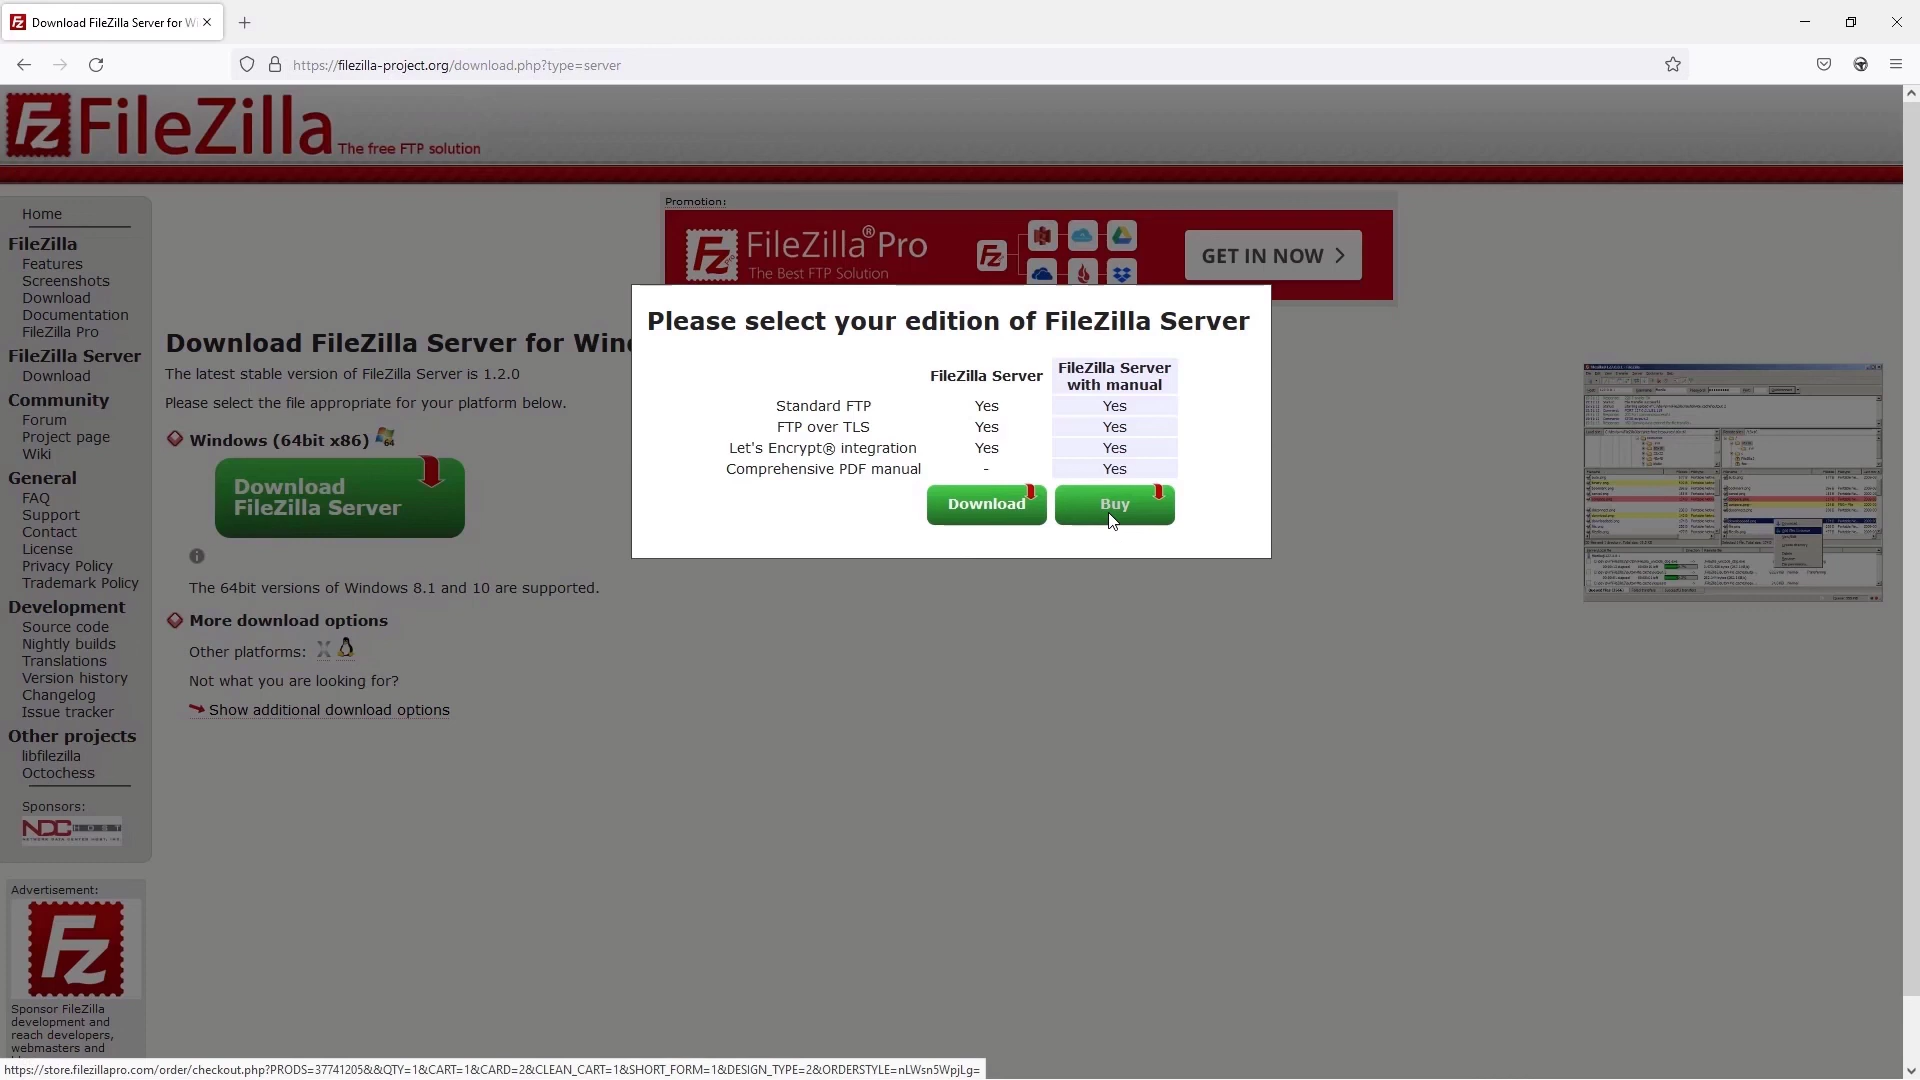 Download FileZilla Server for Wi
https://filezilla-project.org/download.php?type=server
FileZilla The free FTP solution
Home
FileZilla
Features
Screenshots
Download
Documentation
FileZilla Pro
FileZilla Server
Download
Community
Forum
Project page
Wiki
General
FAQ
Support
Contact
License
Privacy Policy
Trademark Policy
Development
Source code
Nightly builds
Translations
Version history
Changelog
Issue tracker
Other projects
libfilezilla
Octochess
Sponsors:
NDC HOST
Advertisement:
Fz
Sponsor FileZilla
development and
reach developers,
webmasters and
Promotion:
FileZilla®Pro
The Best FTP Solution
GET IN NOW
Download FileZilla Server for Win
The latest stable version of FileZilla Server is 1.2.0
Please select the file appropriate for your platform below.
Windows (64bit x86)
Download
FileZilla Server
The 64bit versions of Windows 8.1 and 10 are supported.
More download options
Other platforms:
Not what you are looking for?
Show additional download options
Please select your edition of FileZilla Server
FileZilla Server FileZilla Server with manual
Standard FTP Yes Yes
FTP over TLS Yes Yes
Let's Encrypt® integration Yes Yes
Comprehensive PDF manual - Yes
Download Buy
https://store.filezillapro.com/order/checkout.php?PRODS=37741205&&QTY=1&CART=1&CARD=2&CLEAN_CART=1&SHORT_FORM=1&DESIGN_TYPE=2&ORDERSTYLE=nLWsn5WpjLg=